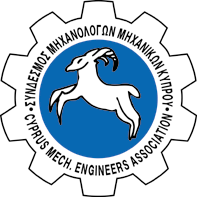 ΣΥΝΔΕΣΜΟΣ ΜΗΧΑΝΟΛΟΓΩΝ ΜΗΧΑΝΙΚΩΝ ΚΥΠΡΟΥ
CYPRUS MECH. ENGINEERS ASSOCIATION